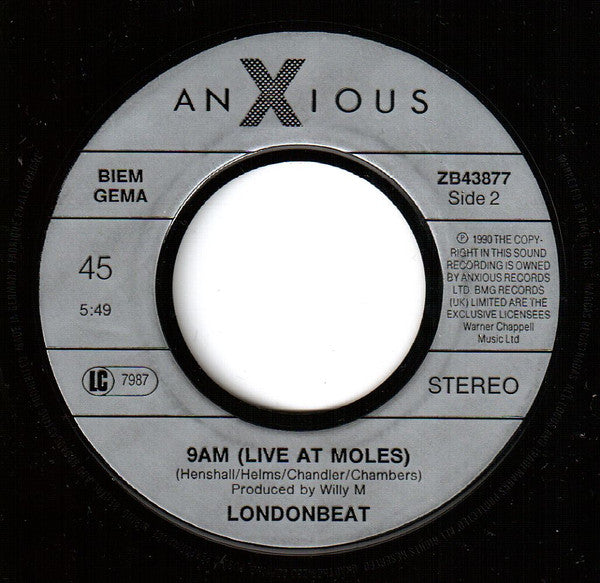 ANXIOUS
BIEM
GEMA
ZB43877
Side 2
45
5:49
℗ 1990 THE COPY-
RIGHT IN THIS SOUND
RECORDING IS OWNED
BY ANXIOUS RECORDS
LTD. BMG RECORDS
(UK) LIMITED ARE THE
EXCLUSIVE LICENSEES
Warner Chappell
Music Ltd
LC 7987
STEREO
9AM (LIVE AT MOLES)
(Henshall/Helms/Chandler/Chambers)
Produced by Willy M
LONDONBEAT